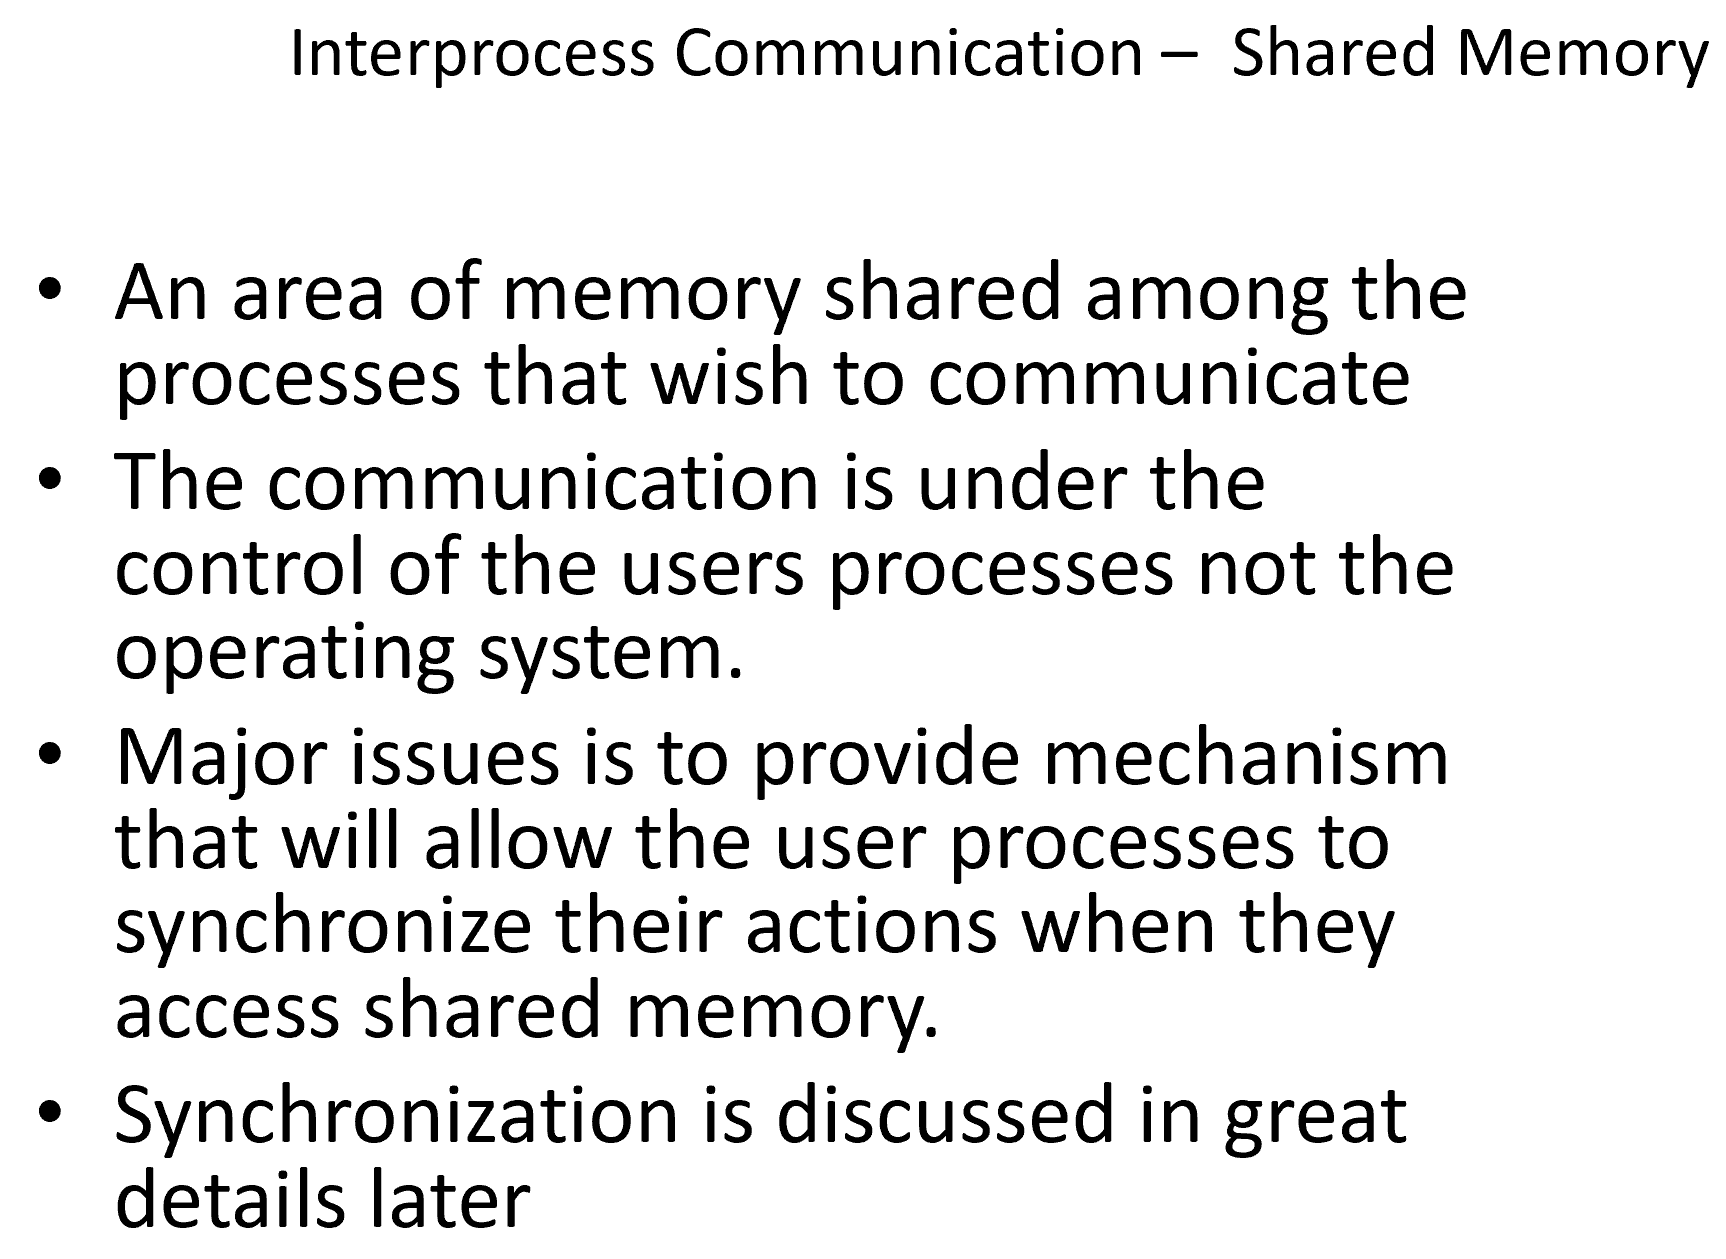 Interprocess Communication – Shared Memory
• An area of memory shared among the
processes that wish to communicate
• The communication is under the
control of the users processes not the
operating system.
• Major issues is to provide mechanism
that will allow the user processes to
synchronize their actions when they
access shared memory.
• Synchronization is discussed in great
details later